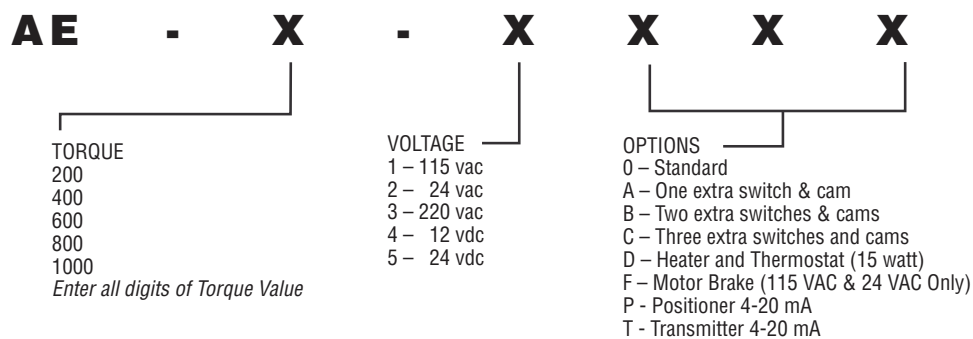 AE - X - X X X X
TORQUE
200
400
600
800
1000
Enter all digits of Torque Value
VOLTAGE
1 – 115 vac
2 – 24 vac
3 – 220 vac
4 – 12 vdc
5 – 24 vdc
OPTIONS
0 – Standard
A – One extra switch & cam
B – Two extra switches & cams
C – Three extra switches and cams
D – Heater and Thermostat (15 watt)
F – Motor Brake (115 VAC & 24 VAC Only)
P - Positioner 4-20 mA
T - Transmitter 4-20 mA